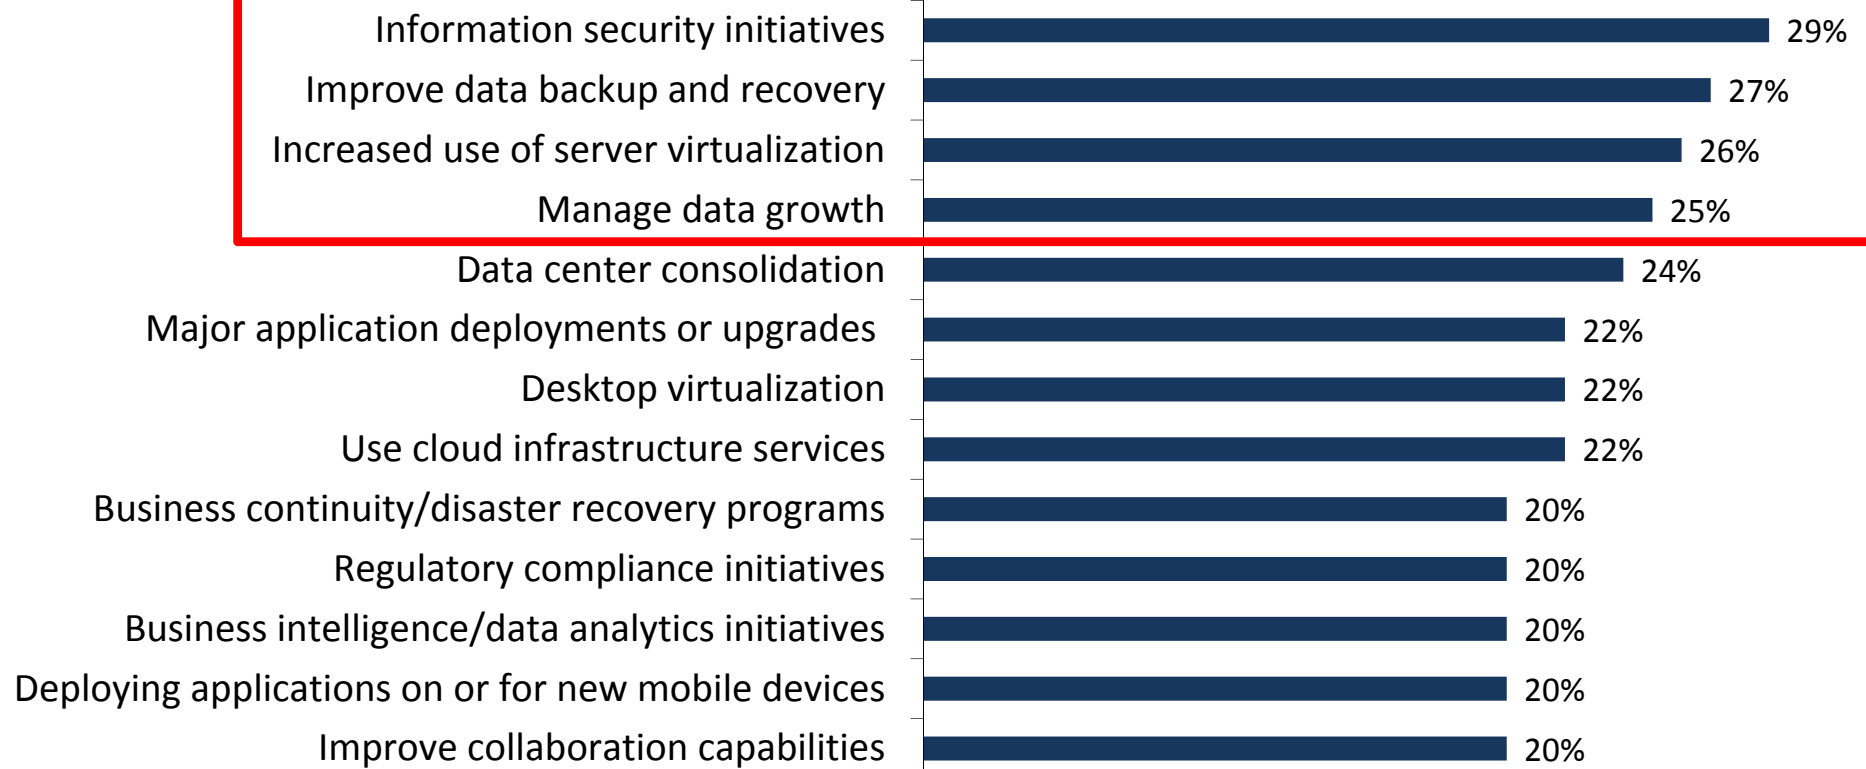 Information security initiatives 29%
Improve data backup and recovery 27%
Increased use of server virtualization 26%
Manage data growth 25%
Data center consolidation 24%
Major application deployments or upgrades 22%
Desktop virtualization 22%
Use cloud infrastructure services 22%
Business continuity/disaster recovery programs 20%
Regulatory compliance initiatives 20%
Business intelligence/data analytics initiatives 20%
Deploying applications on or for new mobile devices 20%
Improve collaboration capabilities 20%